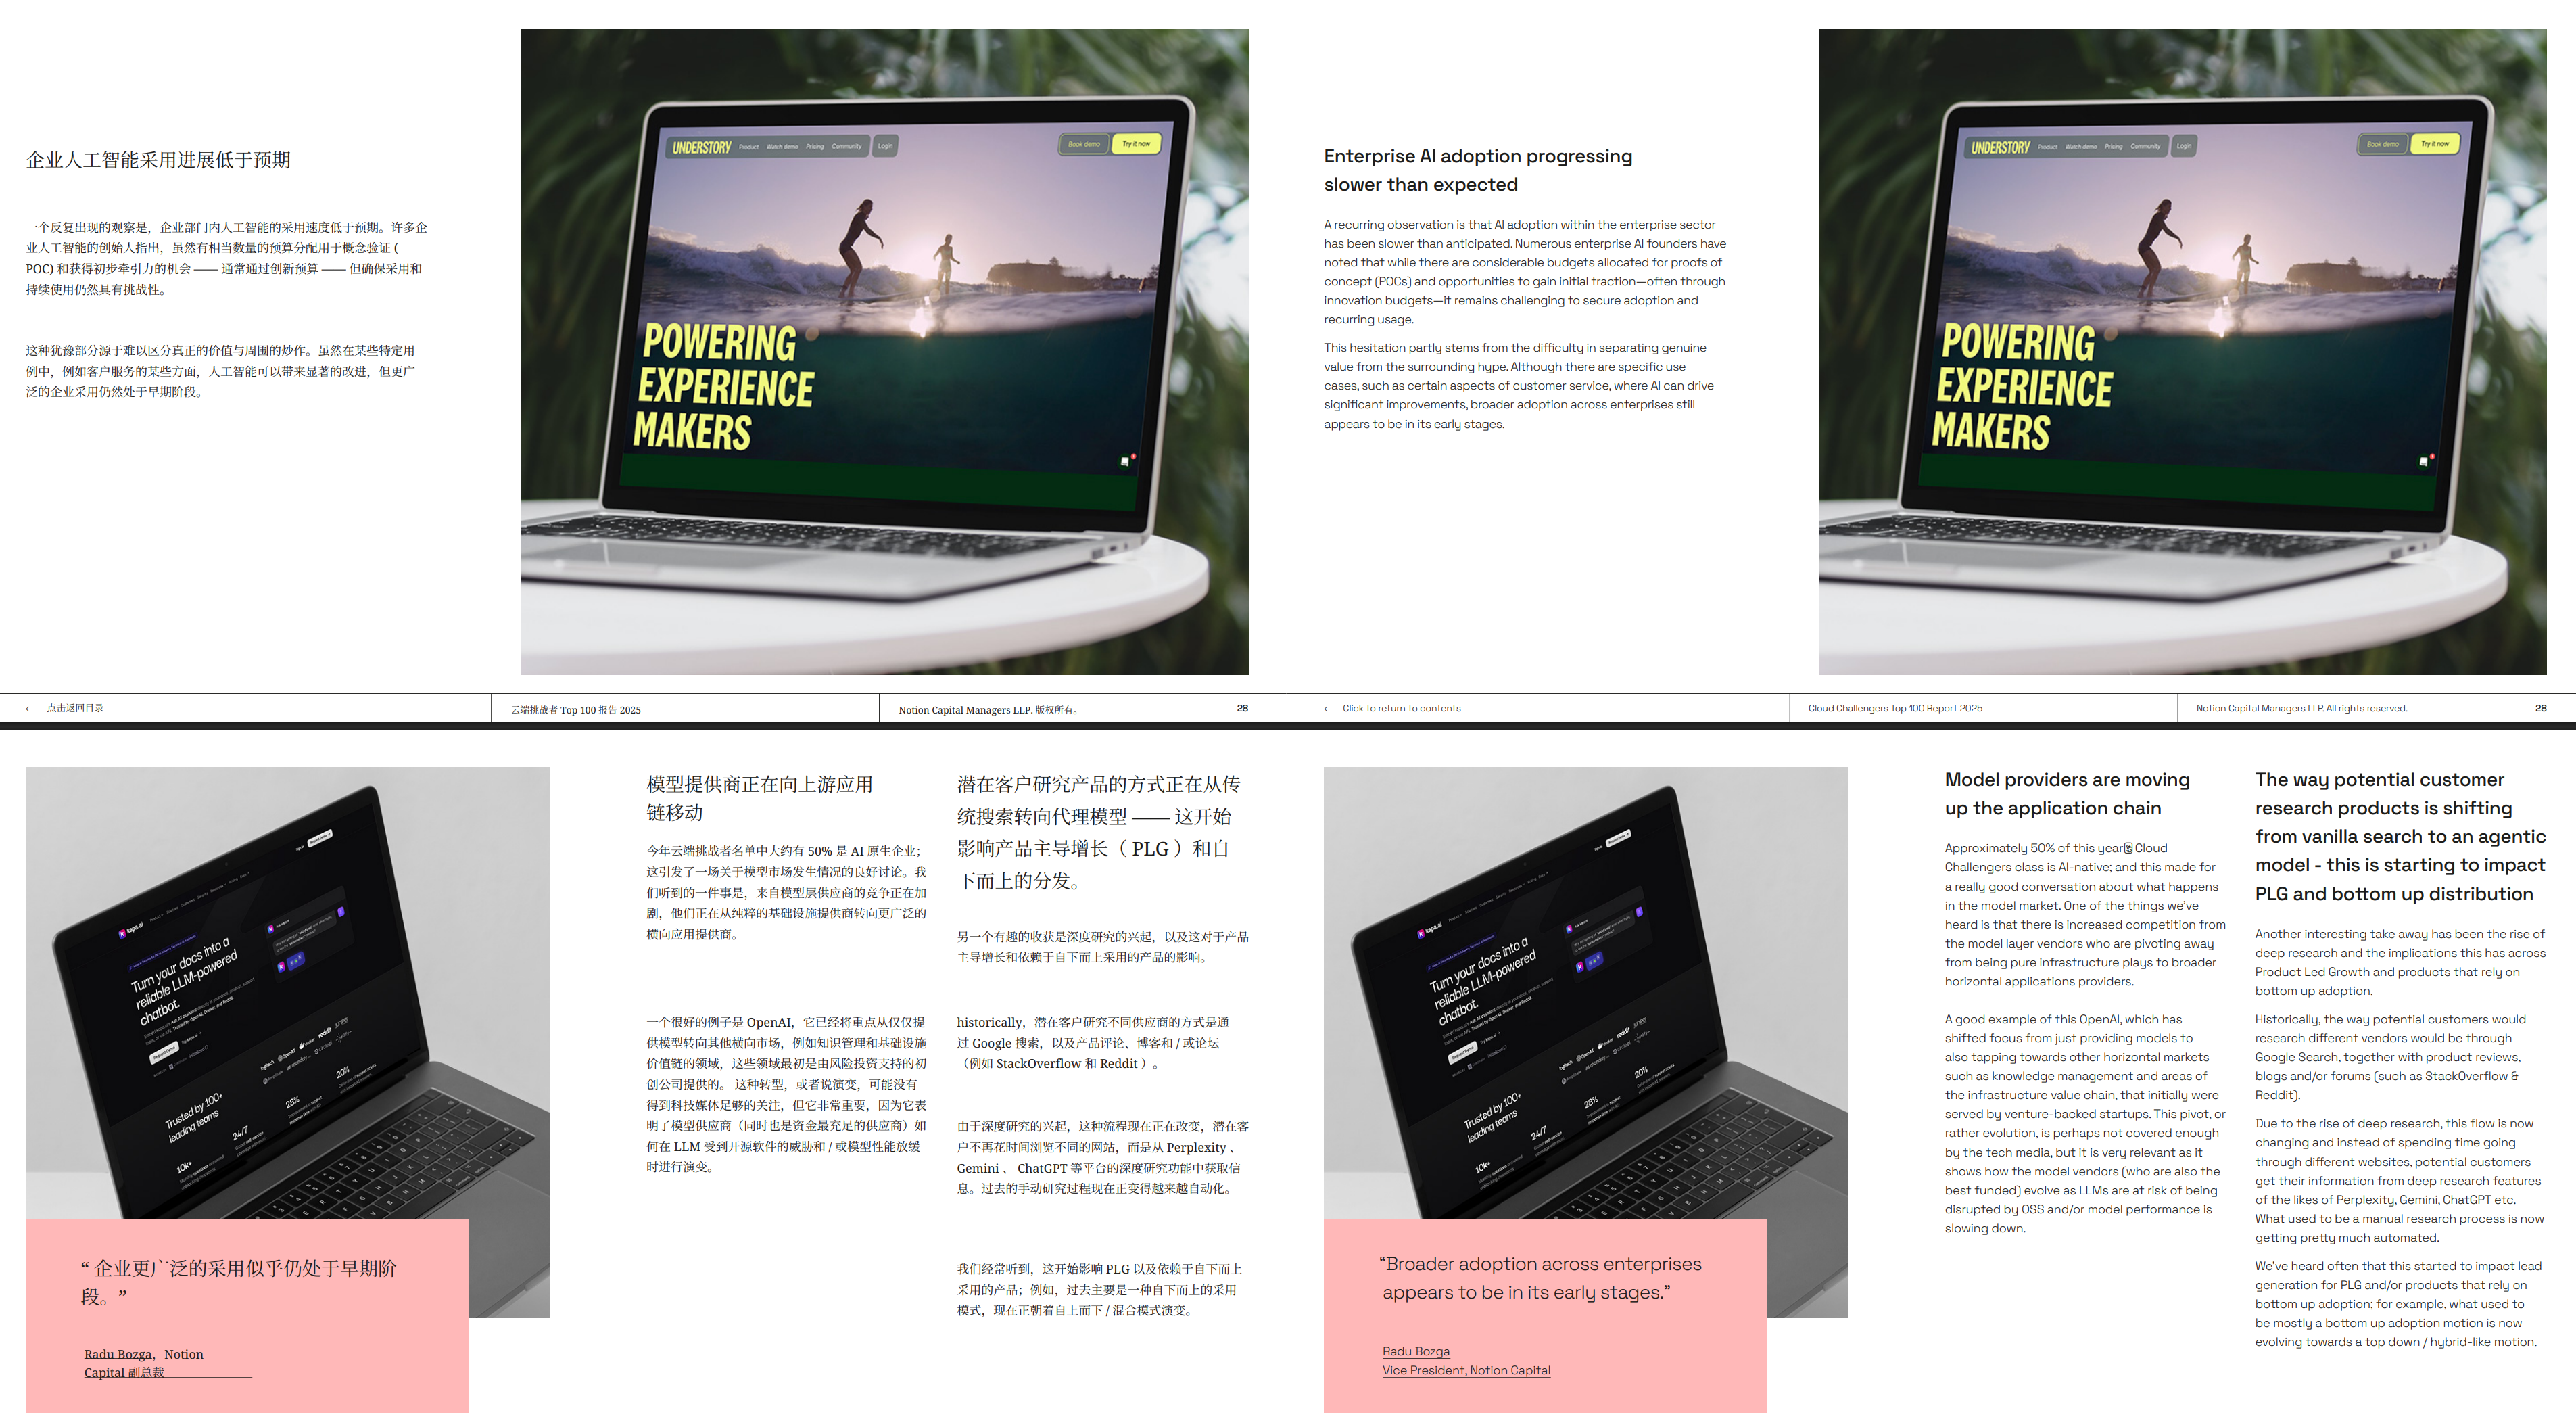 企业人工智能采用进展低于预期
一个反复出现的观察是，企业部门内人工智能的采用速度低于预期。许多企
业人工智能的创始人指出，虽然有相当数量的预算分配用于概念验证 (
POC) 和获得初步牵引力的机会 —— 通常通过创新预算 —— 但确保采用和
持续使用仍然具有挑战性。
这种犹豫部分源于难以区分真正的价值与周围的炒作。虽然在某些特定用
例中，例如客户服务的某些方面，人工智能可以带来显著的改进，但更广
泛的企业采用仍然处于早期阶段。
UNDERSTORY Product Watch demo Pricing Community Login Book demo Try it now
POWERING
EXPERIENCE
MAKERS
← 点击返回目录
云端挑战者 Top 100 报告 2025
Notion Capital Managers LLP. 版权所有。
28
Enterprise AI adoption progressing
slower than expected
A recurring observation is that AI adoption within the enterprise sector
has been slower than anticipated. Numerous enterprise AI founders have
noted that while there are considerable budgets allocated for proofs of
concept (POCs) and opportunities to gain initial traction—often through
innovation budgets—it remains challenging to secure adoption and
recurring usage.
This hesitation partly stems from the difficulty in separating genuine
value from the surrounding hype. Although there are specific use
cases, such as certain aspects of customer service, where AI can drive
significant improvements, broader adoption across enterprises still
appears to be in its early stages.
UNDERSTORY Product Watch demo Pricing Community Login Book demo Try it now
POWERING
EXPERIENCE
MAKERS
← Click to return to contents
Cloud Challengers Top 100 Report 2025
Notion Capital Managers LLP. All rights reserved.
28
kapa.ai
Turn your docs into a
reliable LLM-powered
chatbot.
Trusted by 100+
leading teams
10k+
24/7
28%
20%
“ 企业更广泛的采用似乎仍处于早期阶
段。”
Radu Bozga，Notion
Capital 副总裁
模型提供商正在向上游应用
链移动
今年云端挑战者名单中大约有 50% 是 AI 原生企业；
这引发了一场关于模型市场发生情况的良好讨论。我
们听到的一件事是，来自模型层供应商的竞争正在加
剧，他们正在从纯粹的基础设施提供商转向更广泛的
横向应用提供商。
一个很好的例子是 OpenAI，它已经将重点从仅仅提
供模型转向其他横向市场，例如知识管理和基础设施
价值链的领域，这些领域最初是由风险投资支持的初
创公司提供的。 这种转型，或者说演变，可能没有
得到科技媒体足够的关注，但它非常重要，因为它表
明了模型供应商（同时也是资金最充足的供应商）如
何在 LLM 受到开源软件的威胁和 / 或模型性能放缓
时进行演变。
潜在客户研究产品的方式正在从传
统搜索转向代理模型 —— 这开始
影响产品主导增长（ PLG ）和自
下而上的分发。
另一个有趣的收获是深度研究的兴起，以及这对于产品
主导增长和依赖于自下而上采用的产品的影响。
historically，潜在客户研究不同供应商的方式是通
过 Google 搜索，以及产品评论、博客和 / 或论坛
（例如 StackOverflow 和 Reddit ）。
由于深度研究的兴起，这种流程现在正在改变，潜在客
户不再花时间浏览不同的网站，而是从 Perplexity 、
Gemini 、 ChatGPT 等平台的深度研究功能中获取信
息。过去的手动研究过程现在正变得越来越自动化。
我们经常听到，这开始影响 PLG 以及依赖于自下而上
采用的产品；例如，过去主要是一种自下而上的采用
模式，现在正朝着自上而下 / 混合模式演变。
kapa.ai
Turn your docs into a
reliable LLM-powered
chatbot.
Trusted by 100+
leading teams
10k+
24/7
28%
20%
“Broader adoption across enterprises
appears to be in its early stages.”
Radu Bozga
Vice President, Notion Capital
Model providers are moving
up the application chain
Approximately 50% of this year Cloud
Challengers class is AI-native; and this made for
a really good conversation about what happens
in the model market. One of the things we’ve
heard is that there is increased competition from
the model layer vendors who are pivoting away
from being pure infrastructure plays to broader
horizontal applications providers.
A good example of this OpenAI, which has
shifted focus from just providing models to
also tapping towards other horizontal markets
such as knowledge management and areas of
the infrastructure value chain, that initially were
served by venture-backed startups. This pivot, or
rather evolution, is perhaps not covered enough
by the tech media, but it is very relevant as it
shows how the model vendors (who are also the
best funded) evolve as LLMs are at risk of being
disrupted by OSS and/or model performance is
slowing down.
The way potential customer
research products is shifting
from vanilla search to an agentic
model - this is starting to impact
PLG and bottom up distribution
Another interesting take away has been the rise of
deep research and the implications this has across
Product Led Growth and products that rely on
bottom up adoption.
Historically, the way potential customers would
research different vendors would be through
Google Search, together with product reviews,
blogs and/or forums (such as StackOverflow &
Reddit).
Due to the rise of deep research, this flow is now
changing and instead of spending time going
through different websites, potential customers
get their information from deep research features
of the likes of Perplexity, Gemini, ChatGPT etc.
What used to be a manual research process is now
getting pretty much automated.
We’ve heard often that this started to impact lead
generation for PLG and/or products that rely on
bottom up adoption; for example, what used to
be mostly a bottom up adoption motion is now
evolving towards a top down / hybrid-like motion.